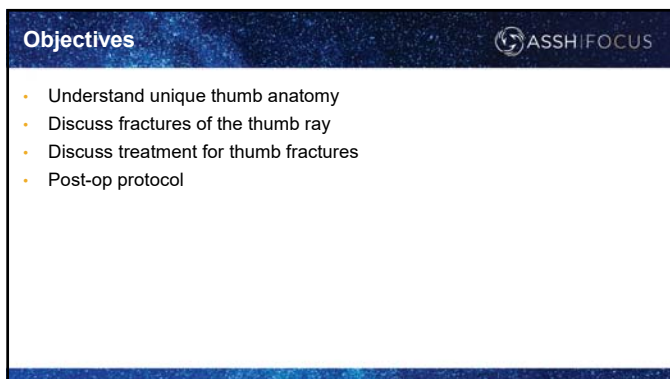 Objectives
ASSH FOCUS
• Understand unique thumb anatomy
• Discuss fractures of the thumb ray
• Discuss treatment for thumb fractures
• Post-op protocol